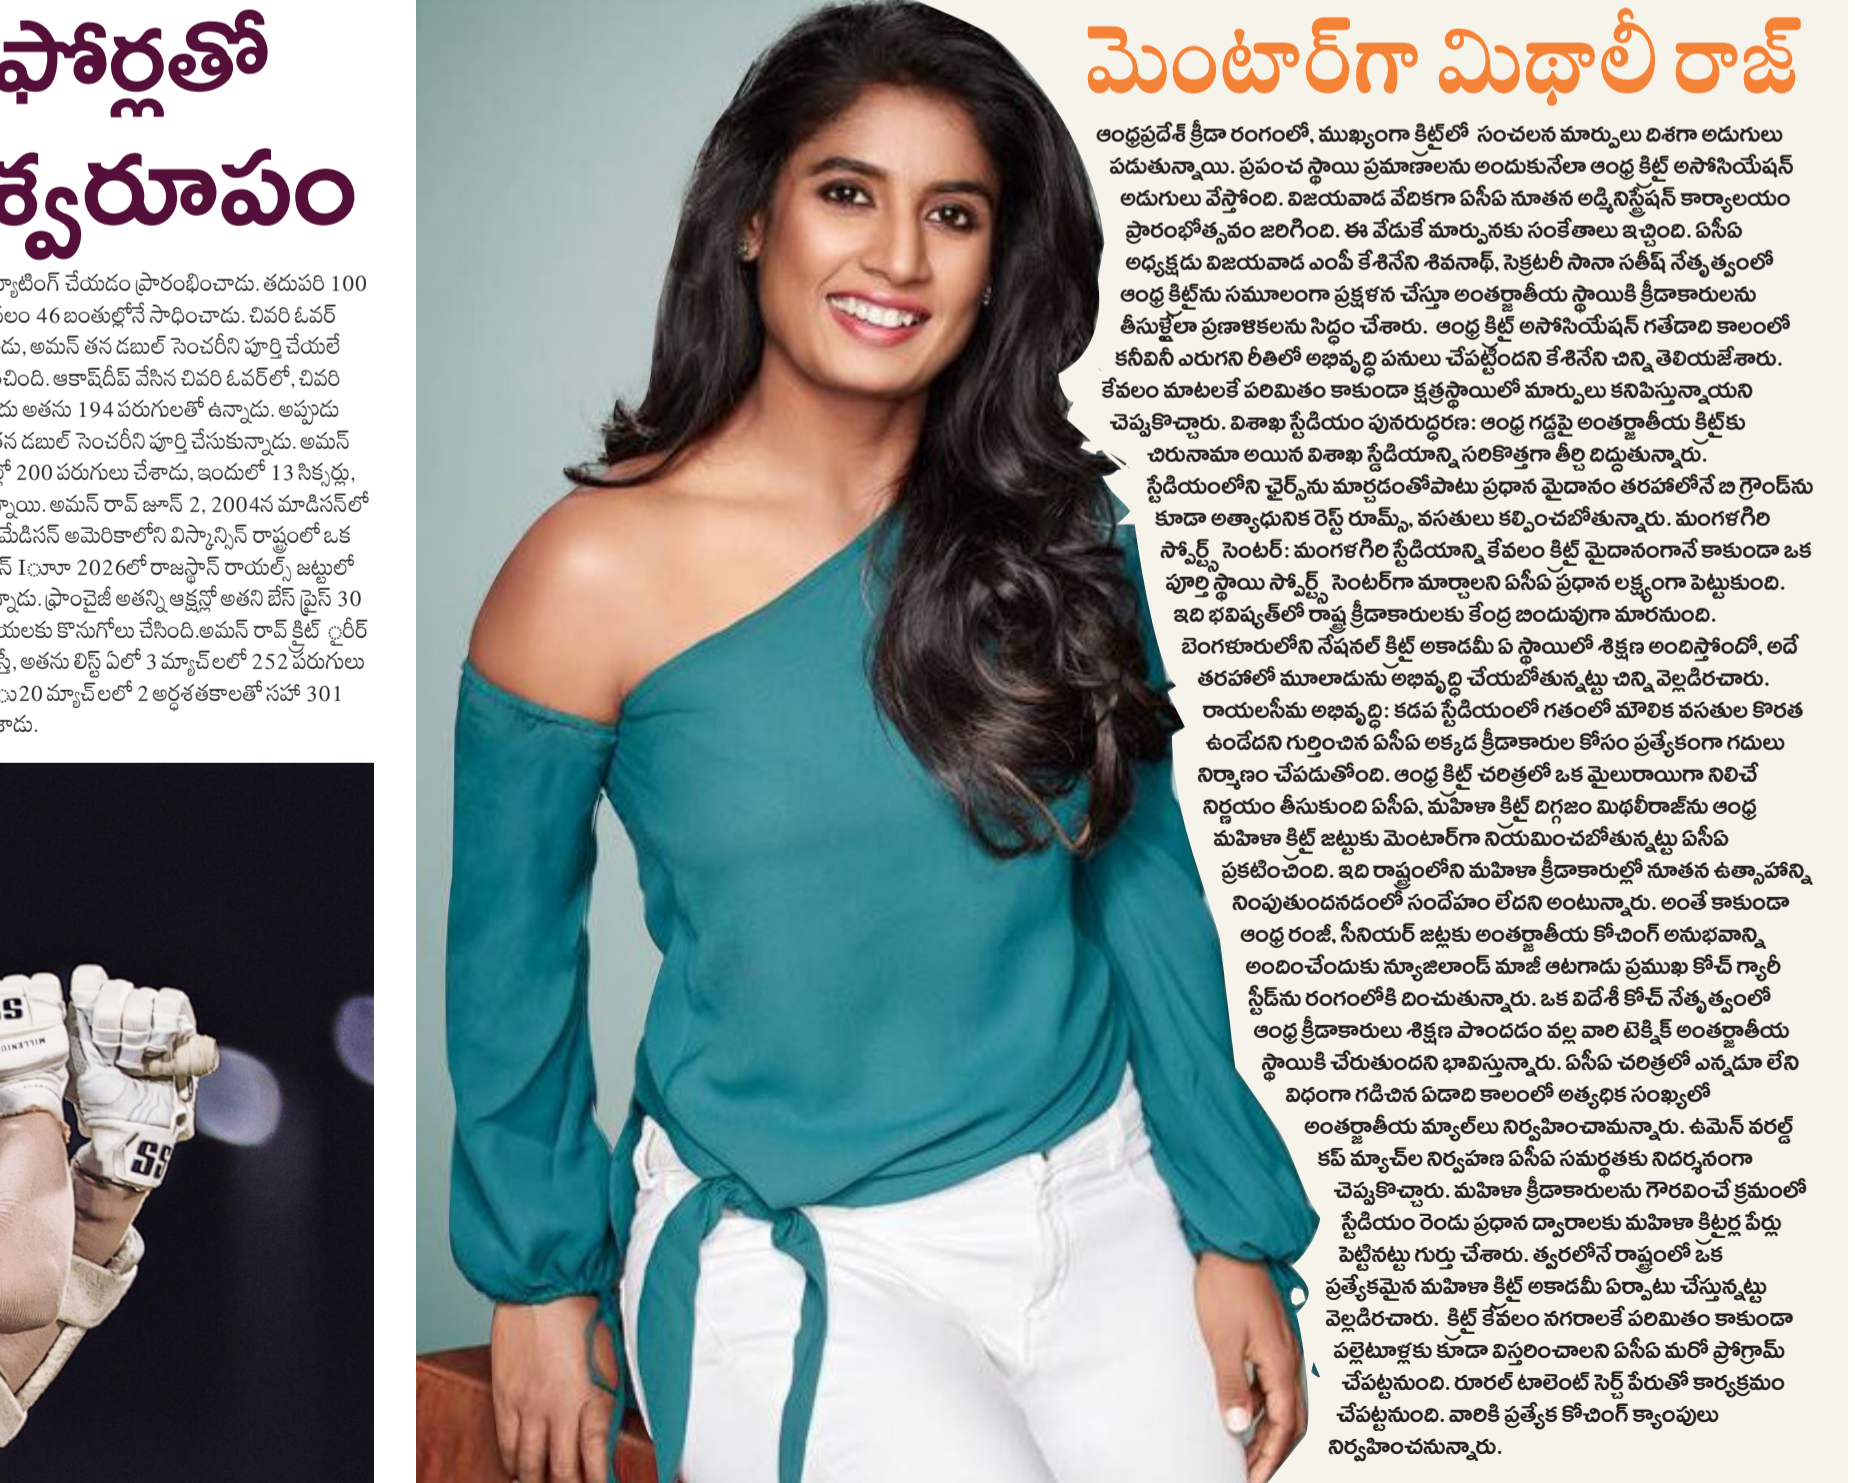 ఫోర్లతో
శ్వరూపం
బ్యాటింగ్ చేయడం ప్రారంభించాడు. తదుపరి 100
46 బంతుల్లోనే సాధించాడు. చివరి ఓవర్
అమన్ తన డబుల్ సెంచరీని పూర్తి చేయలే
ఆకాష్‌దీప్ వేసిన చివరి ఓవర్‌లో, చివరి
అతను 194 పరుగులతో ఉన్నాడు. అప్పుడు
తన డబుల్ సెంచరీని పూర్తి చేసుకున్నాడు. అమన్
200 పరుగులు చేశాడు, ఇందులో 13 సిక్సర్లు,
అమన్ రావ్ జూన్ 2, 2004న మాడిసన్‌లో
మేడిసన్ అమెరికాలోని విస్కాన్సిన్ రాష్ట్రంలో ఒక
2026లో రాజస్థాన్ రాయల్స్ జట్టులో
ఫ్రాంచైజీ అతన్ని ఆక్షన్లో అతని బేస్ ప్రైస్ 30
కొనుగోలు చేసింది.అమన్ రావ్ క్రిట్
అతను లిస్ట్ ఏలో 3 మ్యాచ్‌లలో 252 పరుగులు
20 మ్యాచ్‌లలో 2 అర్ధశతకాలతో సహా 301
మెంటార్‌గా మిథాలీ రాజ్
ఆంధ్రప్రదేశ్ క్రీడా రంగంలో, ముఖ్యంగా క్రిట్‌లో సంచలన మార్పులు దిశగా అడుగులు
పడుతున్నాయి. ప్రపంచ స్థాయి ప్రమాణాలను అందుకునేలా ఆంధ్ర క్రిట్ అసోసియేషన్
అడుగులు వేస్తోంది. విజయవాడ వేదికగా ఏసీఏ నూతన అడ్మినిస్ట్రేషన్ కార్యాలయం
ప్రారంభోత్సవం జరిగింది. ఈ వేడుకే మార్పునకు సంకేతాలు ఇచ్చింది. ఏసీఏ
అధ్యక్షుడు విజయవాడ ఎంపీ కేశినేని శివనాథ్, సెక్రటరీ సానా సతీష్ నేతృత్వంలో
ఆంధ్ర క్రిట్‌ను సమూలంగా ప్రక్షళన చేస్తూ అంతర్జాతీయ స్థాయికి క్రీడాకారులను
తీసుళ్లేలా ప్రణాళికలను సిద్ధం చేశారు. ఆంధ్ర క్రిట్ అసోసియేషన్ గతేడాది కాలంలో
కనీవినీ ఎరుగని రీతిలో అభివృద్ధి పనులు చేపట్టిందని కేశినేని చిన్ని తెలియజేశారు.
కేవలం మాటలకే పరిమితం కాకుండా క్షత్రస్థాయిలో మార్పులు కనిపిస్తున్నాయని
చెప్పుకొచ్చారు. విశాఖ స్టేడియం పునరుద్ధరణ: ఆంధ్ర గడ్డపై అంతర్జాతీయ క్రిట్‌కు
చిరునామా అయిన విశాఖ స్టేడియాన్ని సరికొత్తగా తీర్చి దిద్దుతున్నారు.
స్టేడియంలోని ఛైర్స్‌ను మార్చడంతోపాటు ప్రధాన మైదానం తరహాలోనే బి గ్రౌండ్‌ను
కూడా అత్యాధునిక రెస్ట్ రూమ్స్, వసతులు కల్పించబోతున్నారు. మంగళగిరి
స్పోర్ట్స్ సెంటర్: మంగళగిరి స్టేడియాన్ని కేవలం క్రిట్ మైదానంగానే కాకుండా ఒక
పూర్తి స్థాయి స్పోర్ట్స్ సెంటర్‌గా మార్చాలని ఏసీఏ ప్రధాన లక్ష్యంగా పెట్టుకుంది.
ఇది భవిష్యత్‌లో రాష్ట్ర క్రీడాకారులకు కేంద్ర బిందువుగా మారనుంది.
బెంగళూరులోని నేషనల్ క్రిట్ అకాడమీ ఏ స్థాయిలో శిక్షణ అందిస్తోందో, అదే
తరహాలో మూలాడును అభివృద్ధి చేయబోతున్నట్టు చిన్ని వెల్లడిరచారు.
రాయలసీమ అభివృద్ధి: కడప స్టేడియంలో గతంలో మౌలిక వసతుల కొరత
ఉండేదని గుర్తించిన ఏసీఏ అక్కడ క్రీడాకారుల కోసం ప్రత్యేకంగా గదులు
నిర్మాణం చేపడుతోంది. ఆంధ్ర క్రిట్ చరిత్రలో ఒక మైలురాయిగా నిలిచే
నిర్ణయం తీసుకుంది ఏసీఏ, మహిళా క్రిట్ దిగ్గజం మిథలీరాజ్‌ను ఆంధ్ర
మహిళా క్రిట్ జట్టుకు మెంటార్‌గా నియమించబోతున్నట్టు ఏసీఏ
ప్రకటించింది. ఇది రాష్ట్రంలోని మహిళా క్రీడాకారుల్లో నూతన ఉత్సాహాన్ని
నింపుతుందనడంలో సందేహం లేదని అంటున్నారు. అంతే కాకుండా
ఆంధ్ర రంజీ, సీనియర్ జట్లకు అంతర్జాతీయ కోచింగ్ అనుభవాన్ని
అందించేందుకు న్యూజిలాండ్ మాజీ ఆటగాడు ప్రముఖ కోచ్ గ్యారీ
స్టీడ్‌ను రంగంలోకి దించుతున్నారు. ఒక విదేశీ కోచ్ నేతృత్వంలో
ఆంధ్ర క్రీడాకారులు శిక్షణ పొందడం వల్ల వారి టెక్నిక్ అంతర్జాతీయ
స్థాయికి చేరుతుందని భావిస్తున్నారు. ఏసీఏ చరిత్రలో ఎన్నడూ లేని
విధంగా గడిచిన ఏడాది కాలంలో అత్యధిక సంఖ్యలో
అంతర్జాతీయ మ్యాల్‌లు నిర్వహించామన్నారు. ఉమెన్ వరల్డ్
కప్ మ్యాచ్‌ల నిర్వహణ ఏసీఏ సమర్థతకు నిదర్శనంగా
చెప్పుకొచ్చారు. మహిళా క్రీడాకారులను గౌరవించే క్రమంలో
స్టేడియం రెండు ప్రధాన ద్వారాలకు మహిళా క్రిటర్ల పేర్లు
పెట్టినట్టు గుర్తు చేశారు. త్వరలోనే రాష్ట్రంలో ఒక
ప్రత్యేకమైన మహిళా క్రిట్ అకాడమీ ఏర్పాటు చేస్తున్నట్టు
వెల్లడిరచారు. క్రిట్ కేవలం నగరాలకే పరిమితం కాకుండా
పల్లెటూళ్లకు కూడా విస్తరించాలని ఏసీఏ మరో ప్రోగ్రామ్
చేపట్టనుంది. రూరల్ టాలెంట్ సెర్చ్ పేరుతో కార్యక్రమం
చేపట్టనుంది. వారికి ప్రత్యేక కోచింగ్ క్యాంపులు
నిర్వహించనున్నారు.
SS